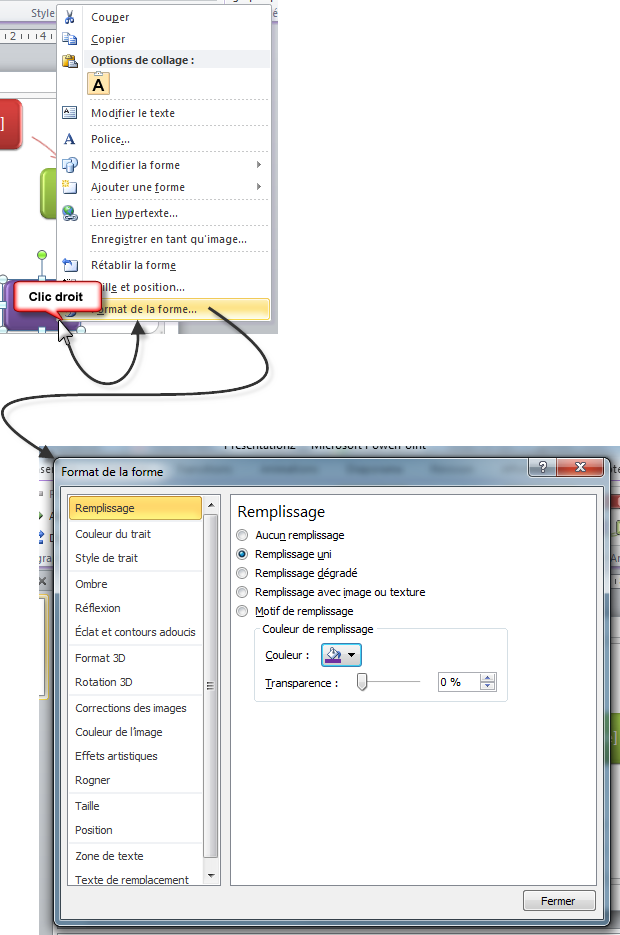 Style
Couper
Copier
Options de collage :
A
Modifier le texte
A Police...
Modifier la forme
Ajouter une forme
Lien hypertexte...
Enregistrer en tant qu'image...
Rétablir la forme
ille et position...
Clic droit
ormat de la forme...
Présentation2 - Microsoft PowerPoint
Format de la forme
Remplissage
Couleur du trait
Style de trait
Ombre
Réflexion
Éclat et contours adoucis
Format 3D
Rotation 3D
Corrections des images
Couleur de l'image
Effets artistiques
Rogner
Taille
Position
Zone de texte
Texte de remplacement
Remplissage
Aucun remplissage
Remplissage uni
Remplissage dégradé
Remplissage avec image ou texture
Motif de remplissage
Couleur de remplissage
Couleur :
Transparence :
0 %
Fermer